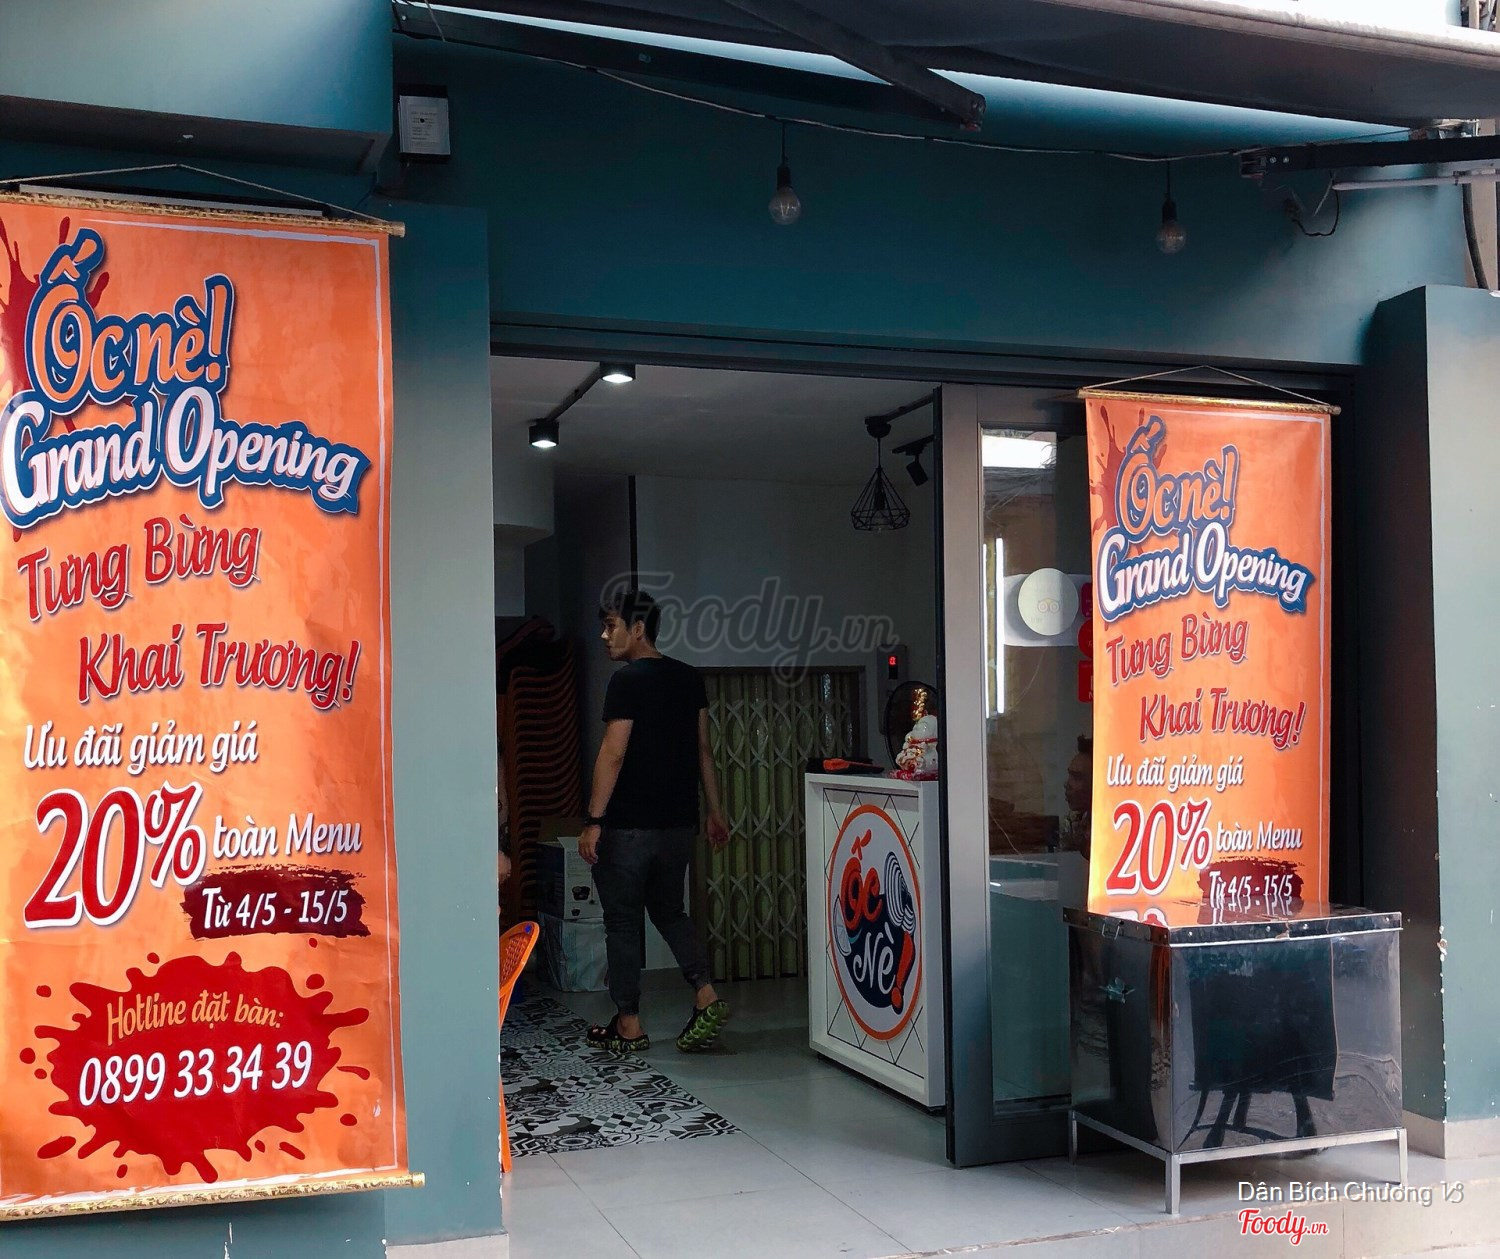 Ốc nè!
Grand Opening
Tưng Bừng
Khai Trương!
Ưu đãi giảm giá
20% toàn Menu
Từ 4/5 - 15/5
Hotline đặt bàn:
0899 33 34 39
Foody.vn
ỐC
NÈ!
Ốc nè!
Grand Opening
Tưng Bừng
Khai Trương!
Ưu đãi giảm giá
20% toàn Menu
Từ 4/5 - 15/5
Dân Bích Chương ♑
Foody.vn